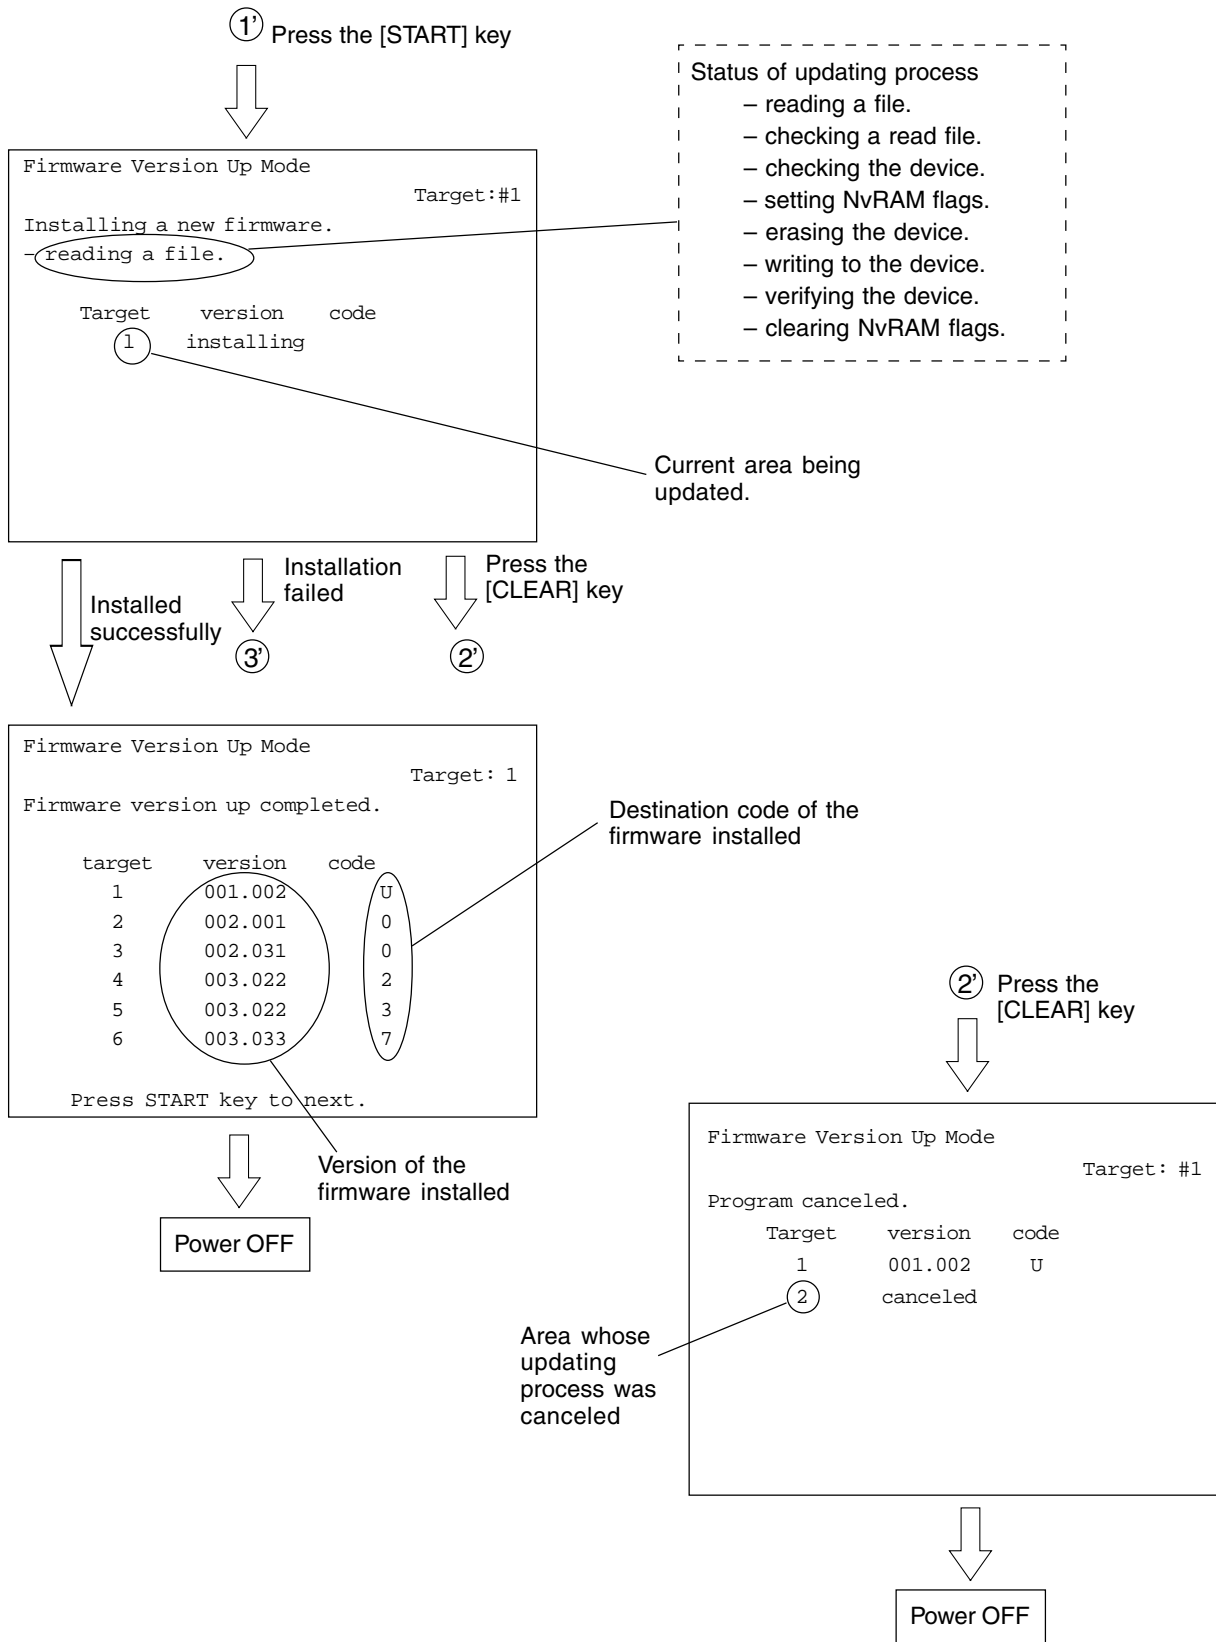 1’ Press the [START] key
Status of updating process
– reading a file.
– checking a read file.
– checking the device.
– setting NvRAM flags.
– erasing the device.
– writing to the device.
– verifying the device.
– clearing NvRAM flags.
Firmware Version Up Mode
Target:#1
Installing a new firmware.
– reading a file.
Target version code
1 installing
Current area being
updated.
Installed
successfully
Installation
failed
3’
Press the
[CLEAR] key
2’
Firmware Version Up Mode
Target: 1
Firmware version up completed.
target version code
1 001.002 U
2 002.001 0
3 002.031 0
4 003.022 2
5 003.022 3
6 003.033 7
Press START key to next.
Destination code of the
firmware installed
Version of the
firmware installed
Power OFF
2’ Press the
[CLEAR] key
Firmware Version Up Mode
Target: #1
Program canceled.
Target version code
1 001.002 U
2 canceled
Area whose
updating
process was
canceled
Power OFF